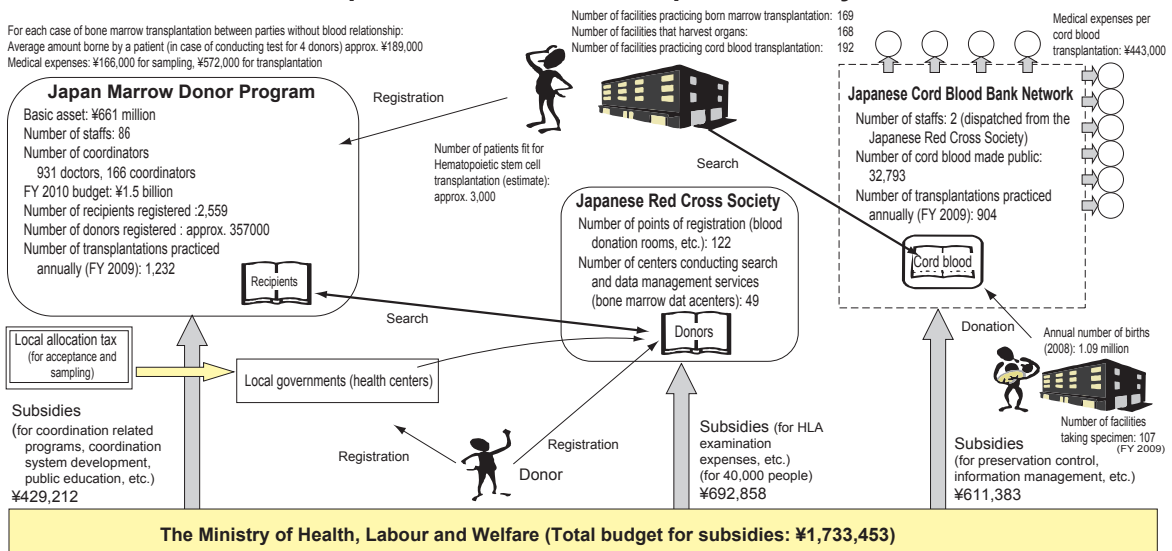 For each case of bone marrow transplantation between parties without blood relationship:
Average amount borne by a patient (in case of conducting test for 4 donors) approx. ¥189,000
Medical expenses: ¥166,000 for sampling, ¥572,000 for transplantation
Number of facilities practicing born marrow transplantation: 169
Number of facilities that harvest organs: 168
Number of facilities practicing cord blood transplantation: 192
Medical expenses per
cord blood
transplantation: ¥443,000
Japan Marrow Donor Program
Basic asset: ¥661 million
Number of staffs: 86
Number of coordinators
931 doctors, 166 coordinators
FY 2010 budget: ¥1.5 billion
Number of recipients registered :2,559
Number of donors registered : approx. 357000
Number of transplantations practiced
annually (FY 2009): 1,232
Recipients
Registration
Number of patients fit for
Hematopoietic stem cell
transplantation (estimate):
approx. 3,000
Search
Japanese Cord Blood Bank Network
Number of staffs: 2 (dispatched from the
Japanese Red Cross Society)
Number of cord blood made public:
32,793
Number of transplantations practiced
annually (FY 2009): 904
Cord blood
Japanese Red Cross Society
Number of points of registration (blood
donation rooms, etc.): 122
Number of centers conducting search
and data management services
(bone marrow dat acenters): 49
Donors
Search
Donation
Annual number of births
(2008): 1.09 million
Number of facilities
taking specimen: 107
(FY 2009)
Local allocation tax
(for acceptance and
sampling)
Local governments (health centers)
Subsidies
(for coordination related
programs, coordination
system development,
public education, etc.)
¥429,212
Registration
Donor
Registration
Subsidies (for HLA
examination
expenses, etc.)
(for 40,000 people)
¥692,858
Subsidies
(for preservation control,
information management, etc.)
¥611,383
The Ministry of Health, Labour and Welfare (Total budget for subsidies: ¥1,733,453)